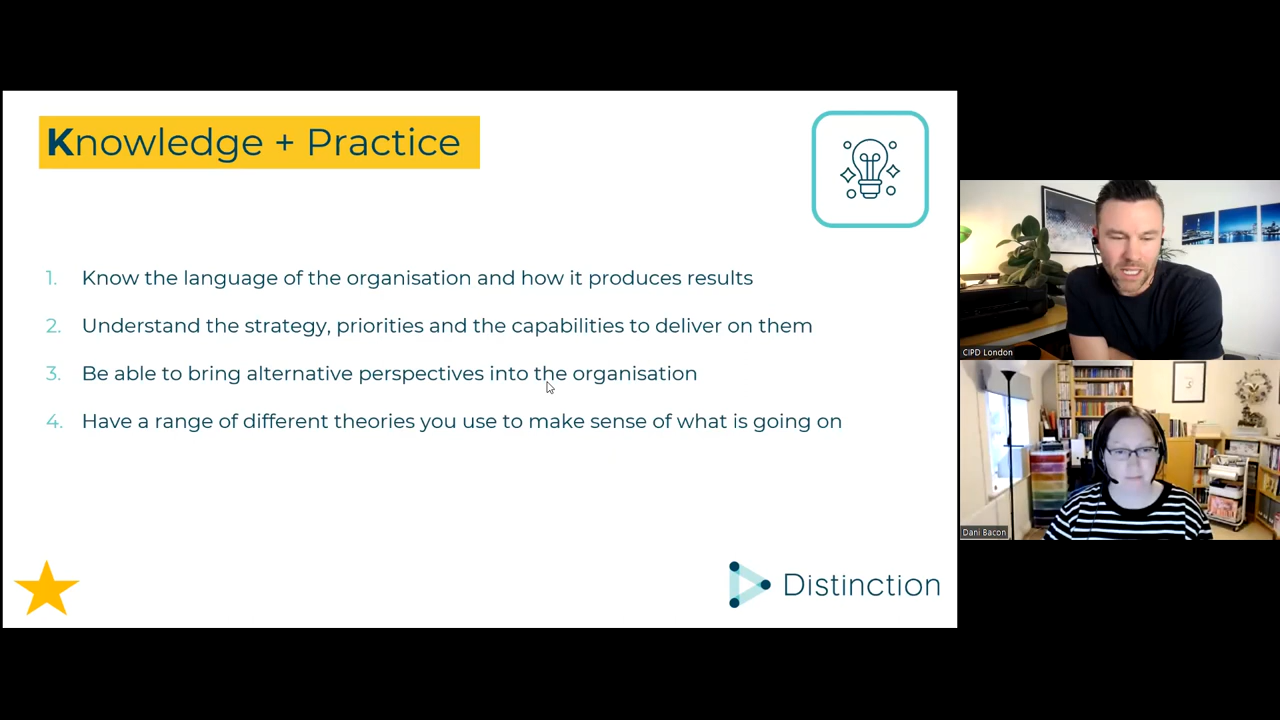 Knowledge + Practice
1. Know the language of the organisation and how it produces results
2. Understand the strategy, priorities and the capabilities to deliver on them
3. Be able to bring alternative perspectives into the organisation
4. Have a range of different theories you use to make sense of what is going on
Distinction
CIPD London
Dani Bacon